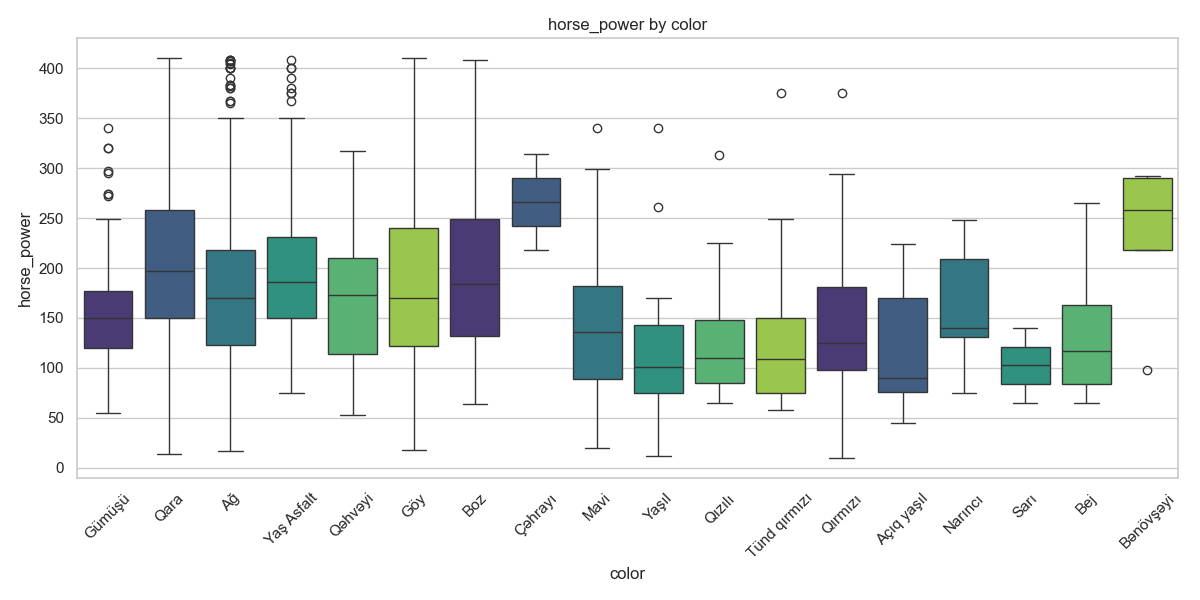 horse_power by color
horse_power
400
350
300
250
200
150
100
50
0
Gümüşü
Qara
Ağ
Yaş Asfalt
Qəhvəyi
Göy
Boz
Çəhrayı
Mavi
Yaşıl
Qızılı
Tünd qırmızı
Qırmızı
Açıq yaşıl
Narıncı
Sarı
Bej
Bənövşəyi
color